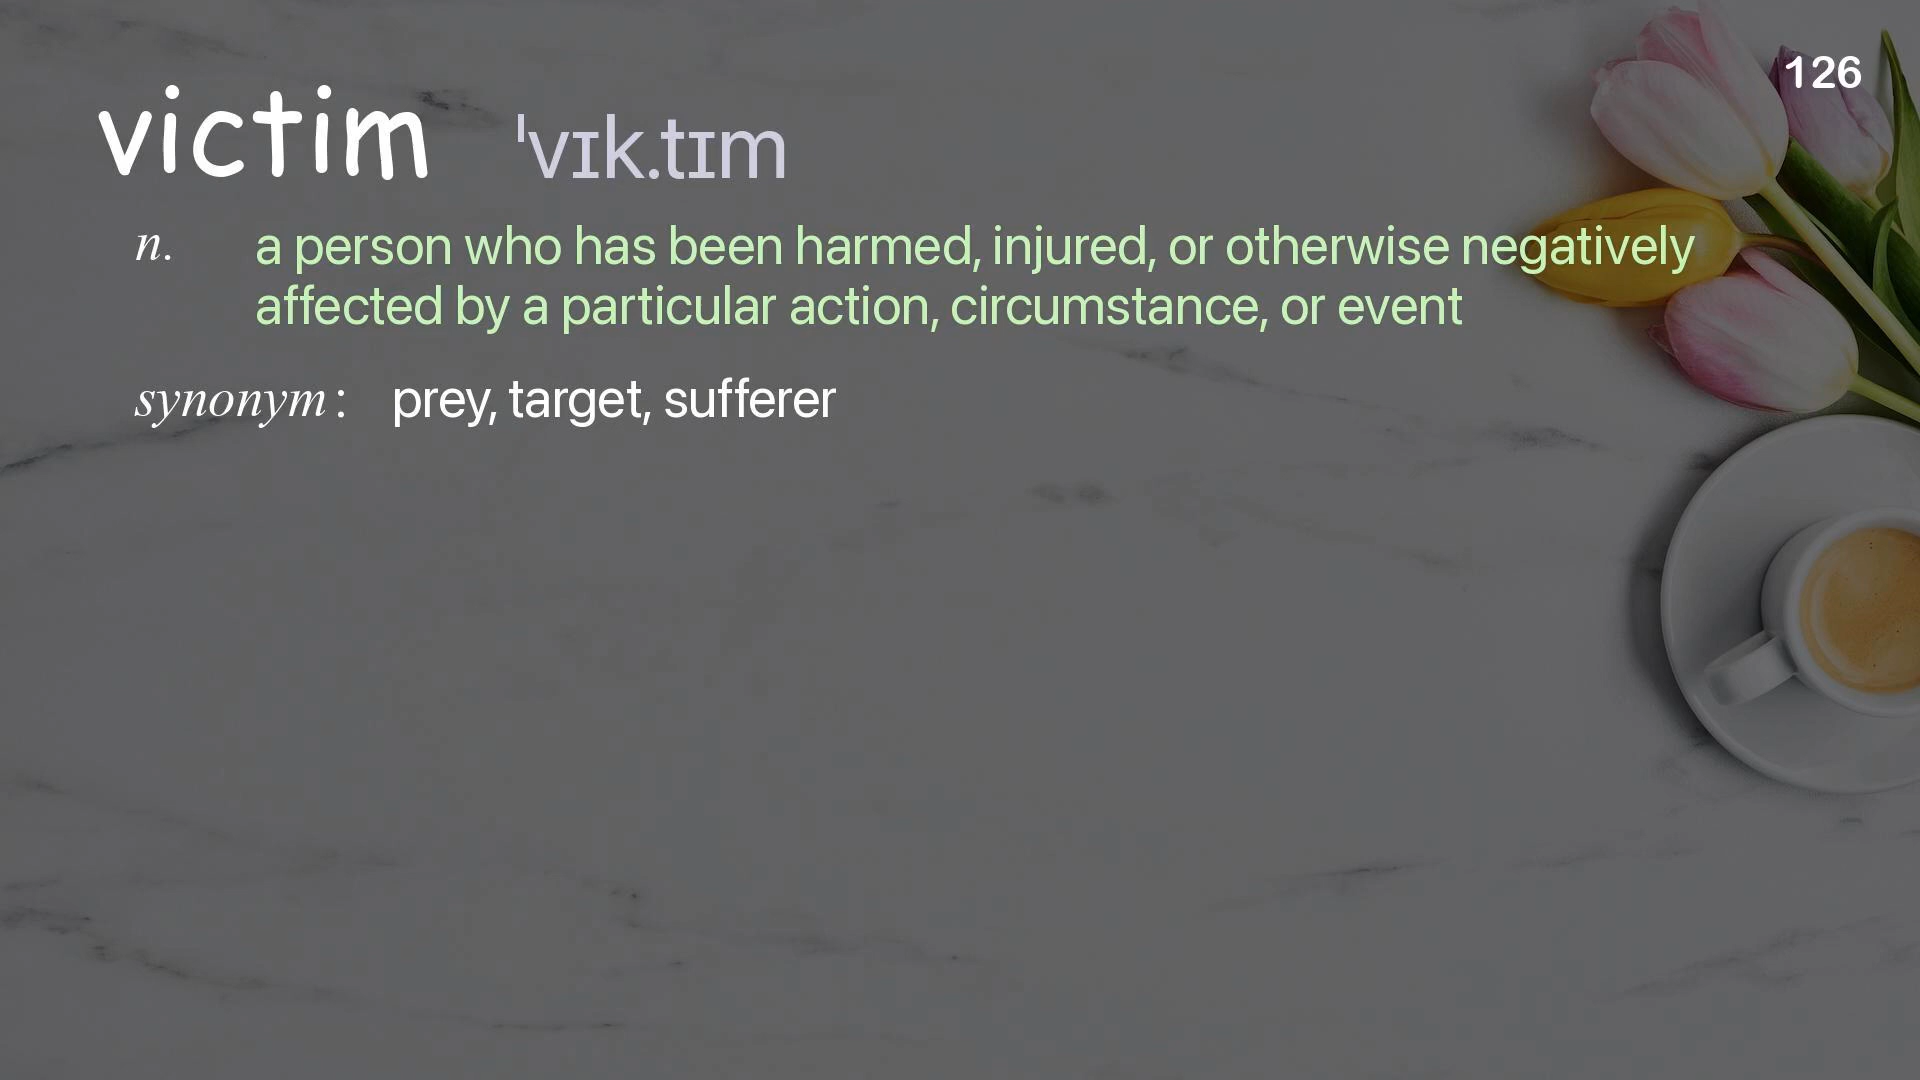 126
victim ˈvɪk.tɪm
n. a person who has been harmed, injured, or otherwise negatively
affected by a particular action, circumstance, or event
synonym : prey, target, sufferer